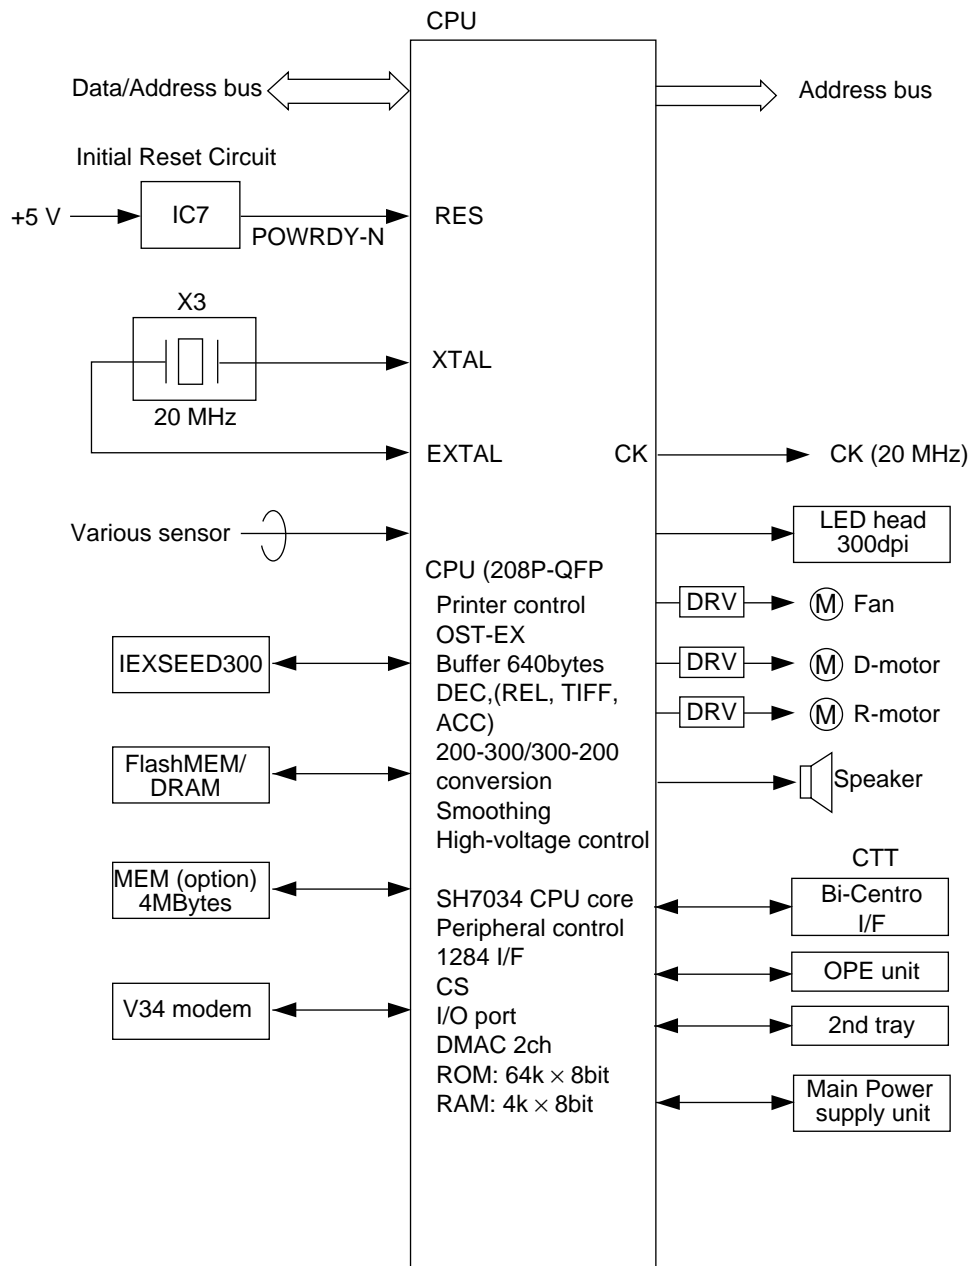 CPU
Data/Address bus
Address bus
Initial Reset Circuit
+5 V
IC7
POWRDY-N
RES
X3
XTAL
20 MHz
EXTAL
CK
CK (20 MHz)
Various sensor
LED head
300dpi
CPU (208P-QFP
Printer control
OST-EX
Buffer 640bytes
DEC,(REL, TIFF,
ACC)
200-300/300-200
conversion
Smoothing
High-voltage control
SH7034 CPU core
Peripheral control
1284 I/F
CS
I/O port
DMAC 2ch
ROM: 64k × 8bit
RAM: 4k × 8bit
IEXSEED300
FlashMEM/
DRAM
MEM (option)
4MBytes
V34 modem
DRV
M
Fan
DRV
M
D-motor
DRV
M
R-motor
Speaker
CTT
Bi-Centro
I/F
OPE unit
2nd tray
Main Power
supply unit